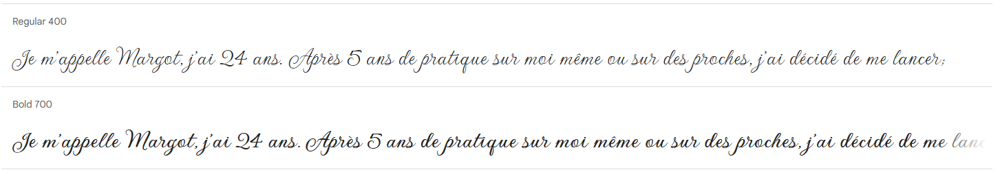 Regular 400
Je m'appelle Margot, j'ai 24 ans. Après 5 ans de pratique sur moi même ou sur des proches, j'ai décidé de me lancer;
Bold 700
Je m'appelle Margot, j'ai 24 ans. Après 5 ans de pratique sur moi même ou sur des proches, j'ai décidé de me